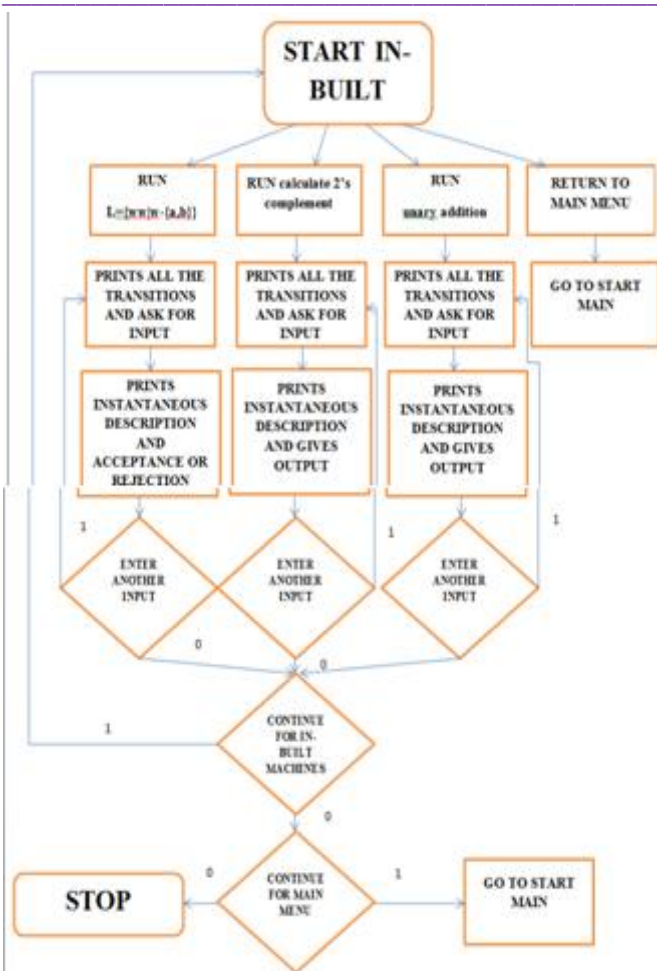 START IN-
BUILT
RUN
L={ww|w-{a,b}}
RUN calculate 2's
complement
RUN
unary addition
RETURN TO
MAIN MENU
PRINTS ALL THE
TRANSITIONS
AND ASK FOR
INPUT
PRINTS ALL THE
TRANSITIONS
AND ASK FOR
INPUT
PRINTS ALL THE
TRANSITIONS
AND ASK FOR
INPUT
GO TO START
MAIN
PRINTS
INSTANTANEOUS
DESCRIPTION
AND
ACCEPTANCE OR
REJECTION
PRINTS
INSTANTANEOUS
DESCRIPTION
AND GIVES
OUTPUT
PRINTS
INSTANTANEOUS
DESCRIPTION
AND GIVES
OUTPUT
1
1
1
ENTER
ANOTHER
INPUT
ENTER
ANOTHER
INPUT
ENTER
ANOTHER
INPUT
0
0
1
CONTINUE
FOR IN-
BUILT
MACHINES
0
STOP
0
CONTINUE
FOR MAIN
MENU
1
GO TO START
MAIN